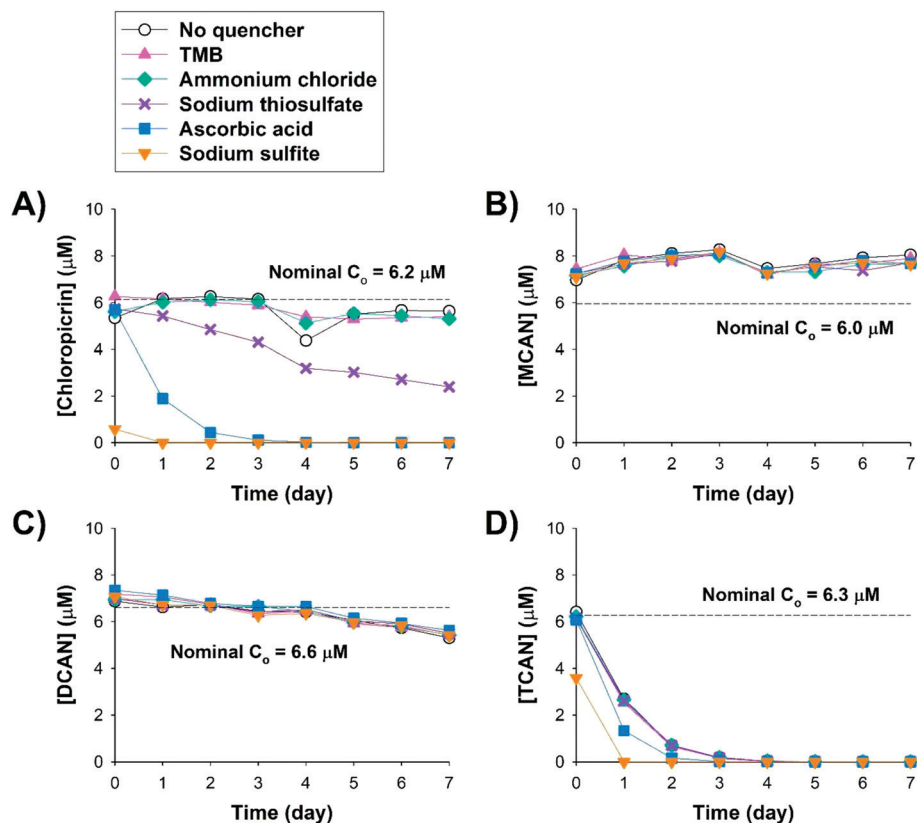 No quencher
TMB
Ammonium chloride
Sodium thiosulfate
Ascorbic acid
Sodium sulfite
A)
10
8
6
4
2
0
[Chloropicrin] (μM)
Nominal Co = 6.2 μM
0 1 2 3 4 5 6 7
Time (day)
B)
10
8
6
4
2
0
[MCAN] (μM)
Nominal Co = 6.0 μM
0 1 2 3 4 5 6 7
Time (day)
C)
10
8
6
4
2
0
[DCAN] (μM)
Nominal Co = 6.6 μM
0 1 2 3 4 5 6 7
Time (day)
D)
10
8
6
4
2
0
[TCAN] (μM)
Nominal Co = 6.3 μM
0 1 2 3 4 5 6 7
Time (day)